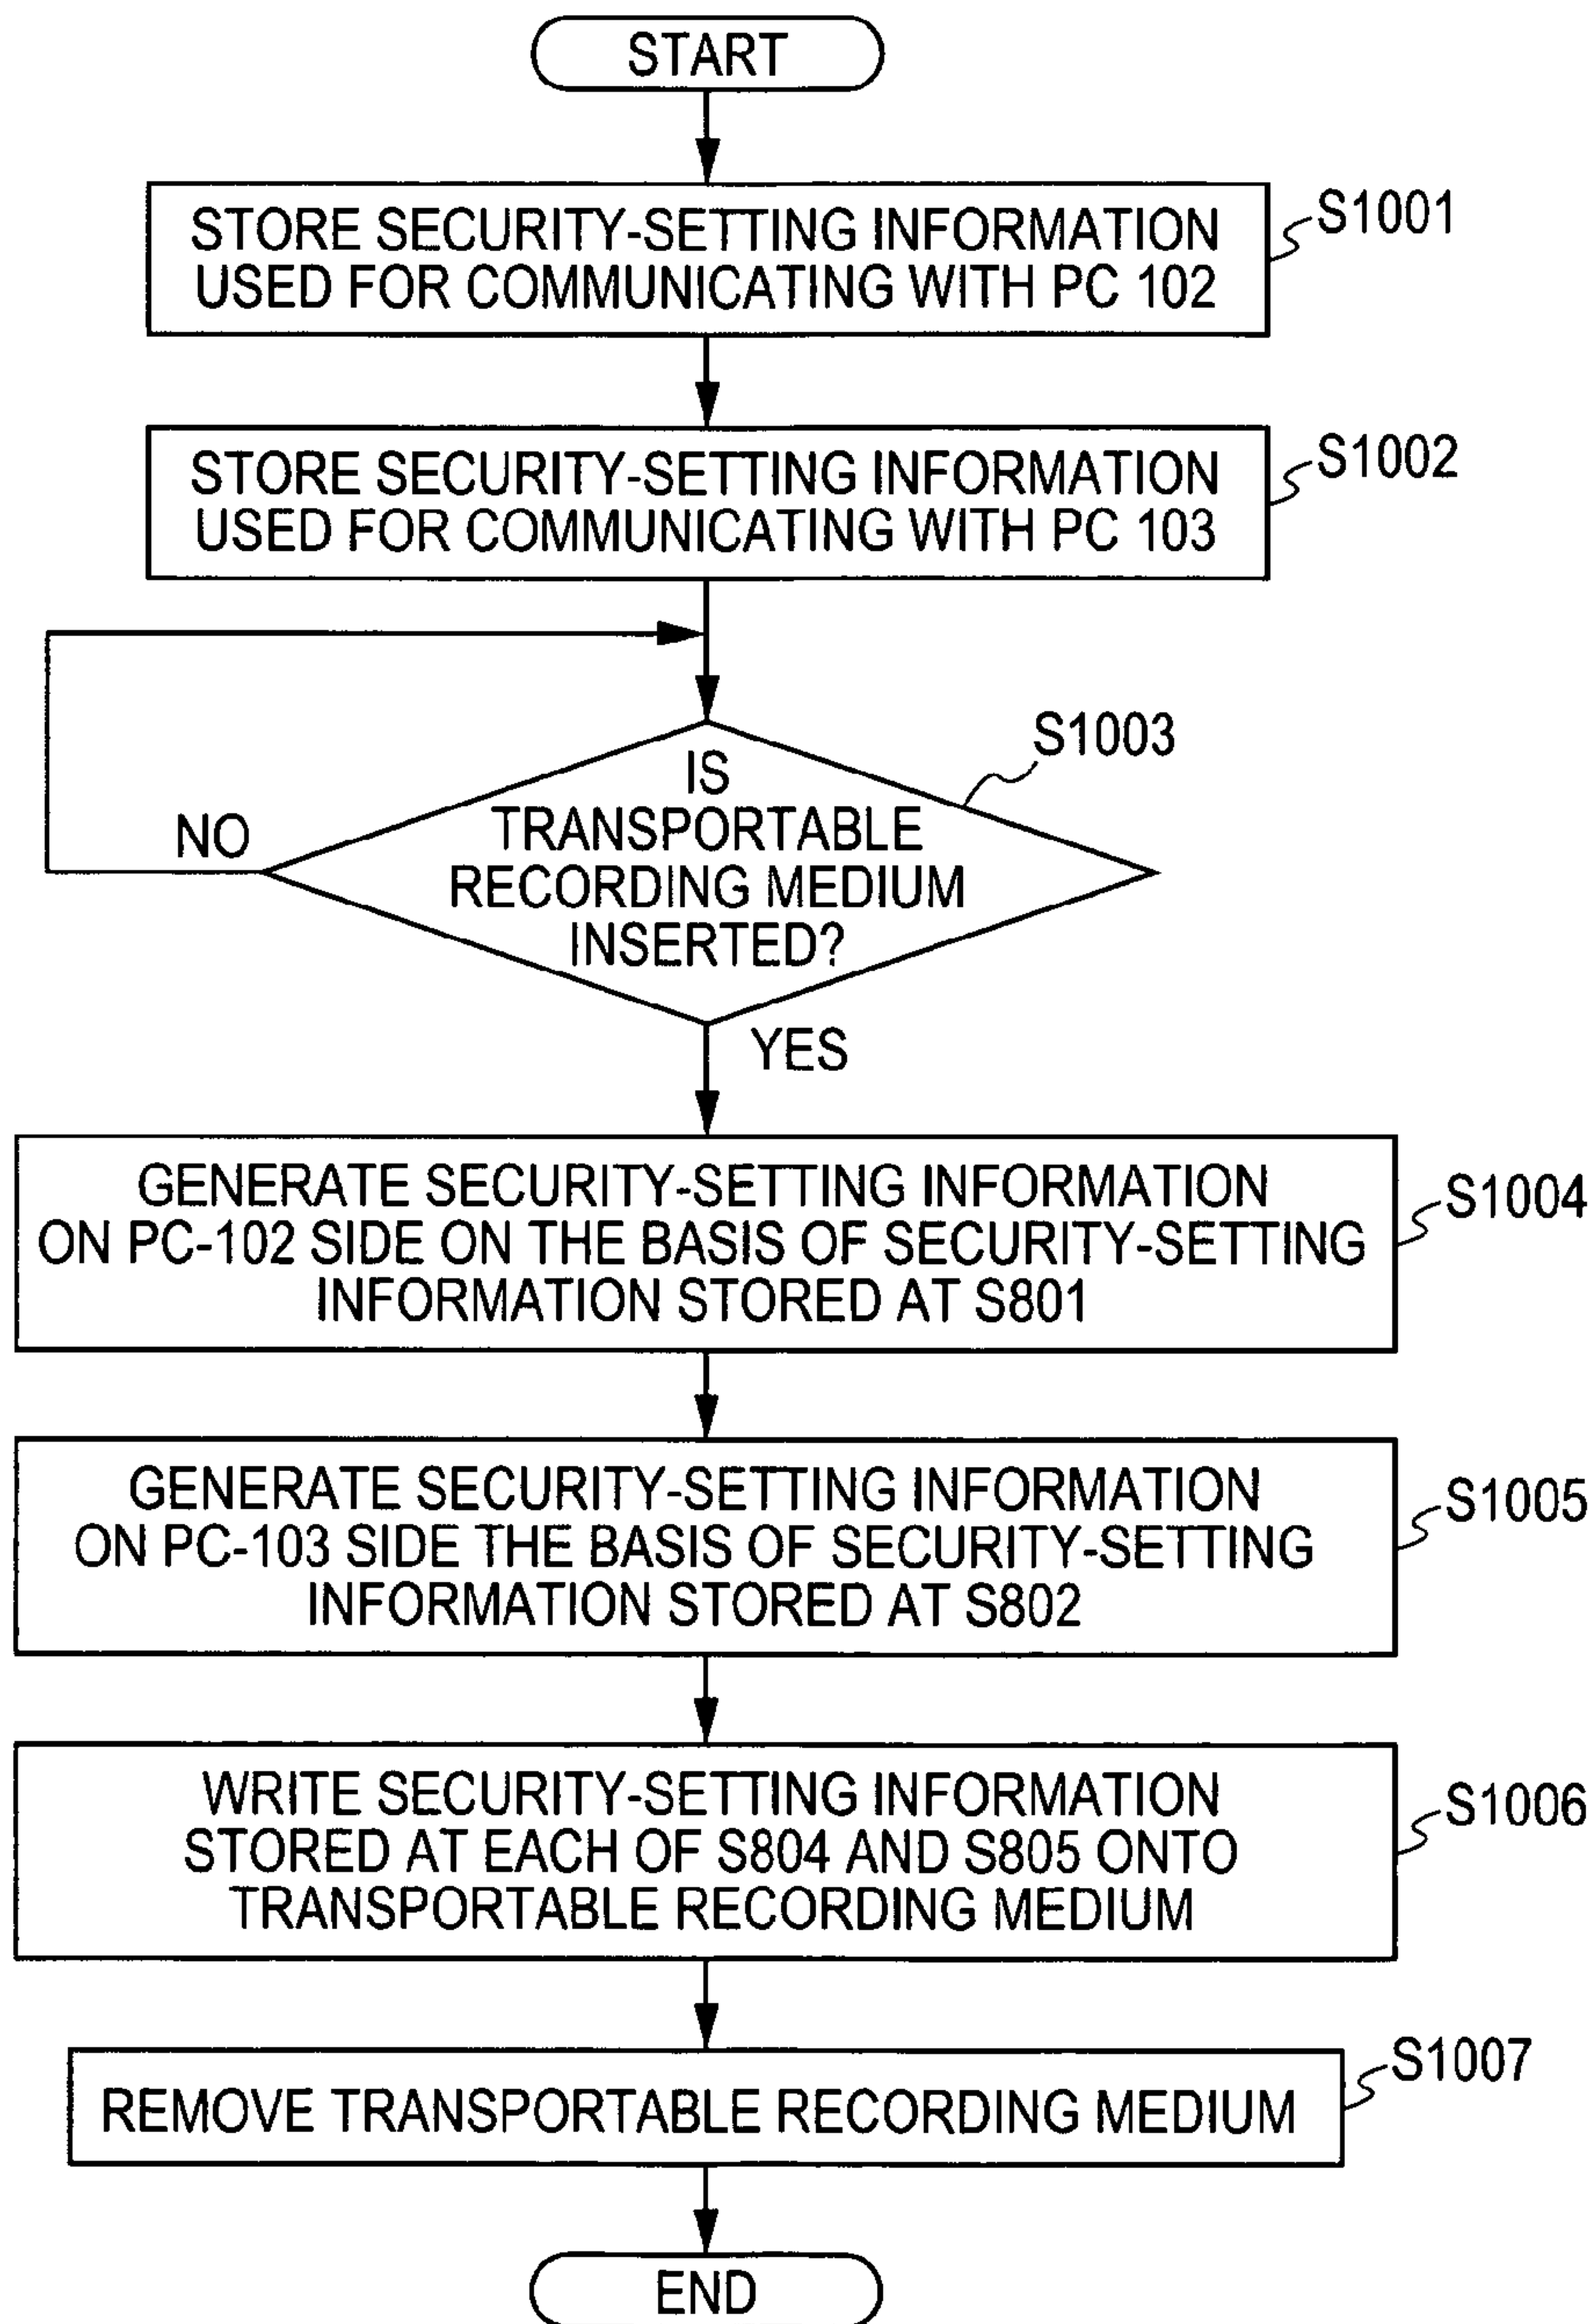 START
STORE SECURITY-SETTING INFORMATION
USED FOR COMMUNICATING WITH PC 102
S1001
STORE SECURITY-SETTING INFORMATION
USED FOR COMMUNICATING WITH PC 103
S1002
IS
TRANSPORTABLE
RECORDING MEDIUM
INSERTED?
S1003
NO
YES
GENERATE SECURITY-SETTING INFORMATION
ON PC-102 SIDE ON THE BASIS OF SECURITY-SETTING
INFORMATION STORED AT S801
S1004
GENERATE SECURITY-SETTING INFORMATION
ON PC-103 SIDE THE BASIS OF SECURITY-SETTING
INFORMATION STORED AT S802
S1005
WRITE SECURITY-SETTING INFORMATION
STORED AT EACH OF S804 AND S805 ONTO
TRANSPORTABLE RECORDING MEDIUM
S1006
REMOVE TRANSPORTABLE RECORDING MEDIUM
S1007
END